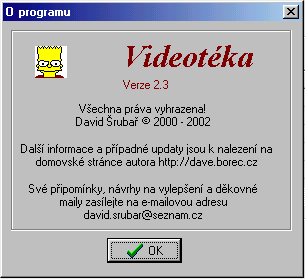 O programu
Videotéka
Verze 2.3
Všechna práva vyhrazena!
David Šrubař © 2000 - 2002
Další informace a případné updaty jsou k nalezení na
domovské stránce autora http://dave.borec.cz
Své připomínky, návrhy na vylepšení a děkovné
maily zasílejte na e-mailovou adresu
david.srubar@seznam.cz
OK